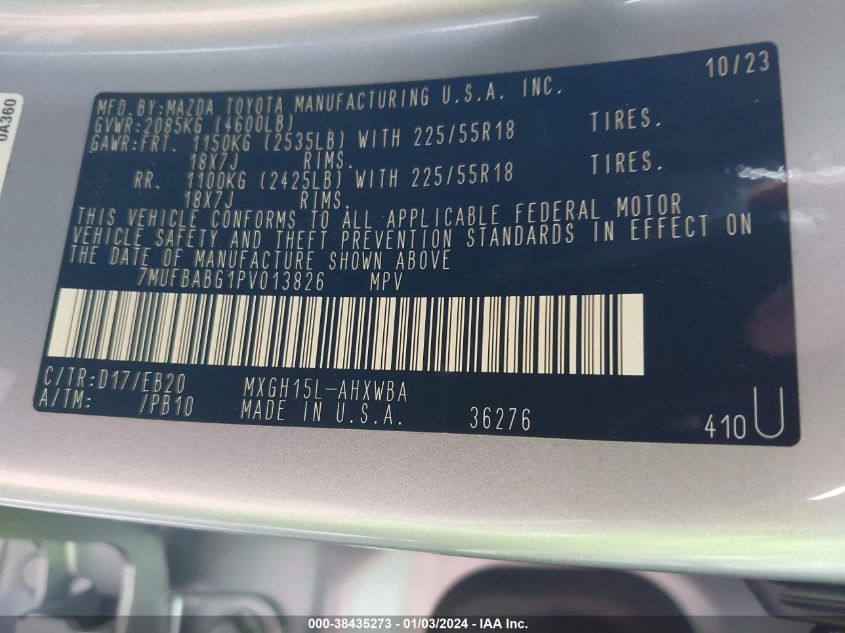 0A360
10/23
MFD.BY:MAZDA TOYOTA MANUFACTURING U.S.A. INC.
GVWR:2085KG (4600LB)
GAWR:FRT. 1150KG (2535LB) WITH 225/55R18 TIRES.
18X7J RIMS.
RR. 1100KG (2425LB) WITH 225/55R18 TIRES.
18X7J RIMS.
THIS VEHICLE CONFORMS TO ALL APPLICABLE FEDERAL MOTOR
VEHICLE SAFETY AND THEFT PREVENTION STANDARDS IN EFFECT ON
THE DATE OF MANUFACTURE SHOWN ABOVE
7MUFBABG1PV013826 MPV
C/TR:D17/EB20 MXGH15L-AHXWBA
A/TM: /PB10 MADE IN U.S.A. 36276 410U
000-38435273 - 01/03/2024 - © IAA Inc.